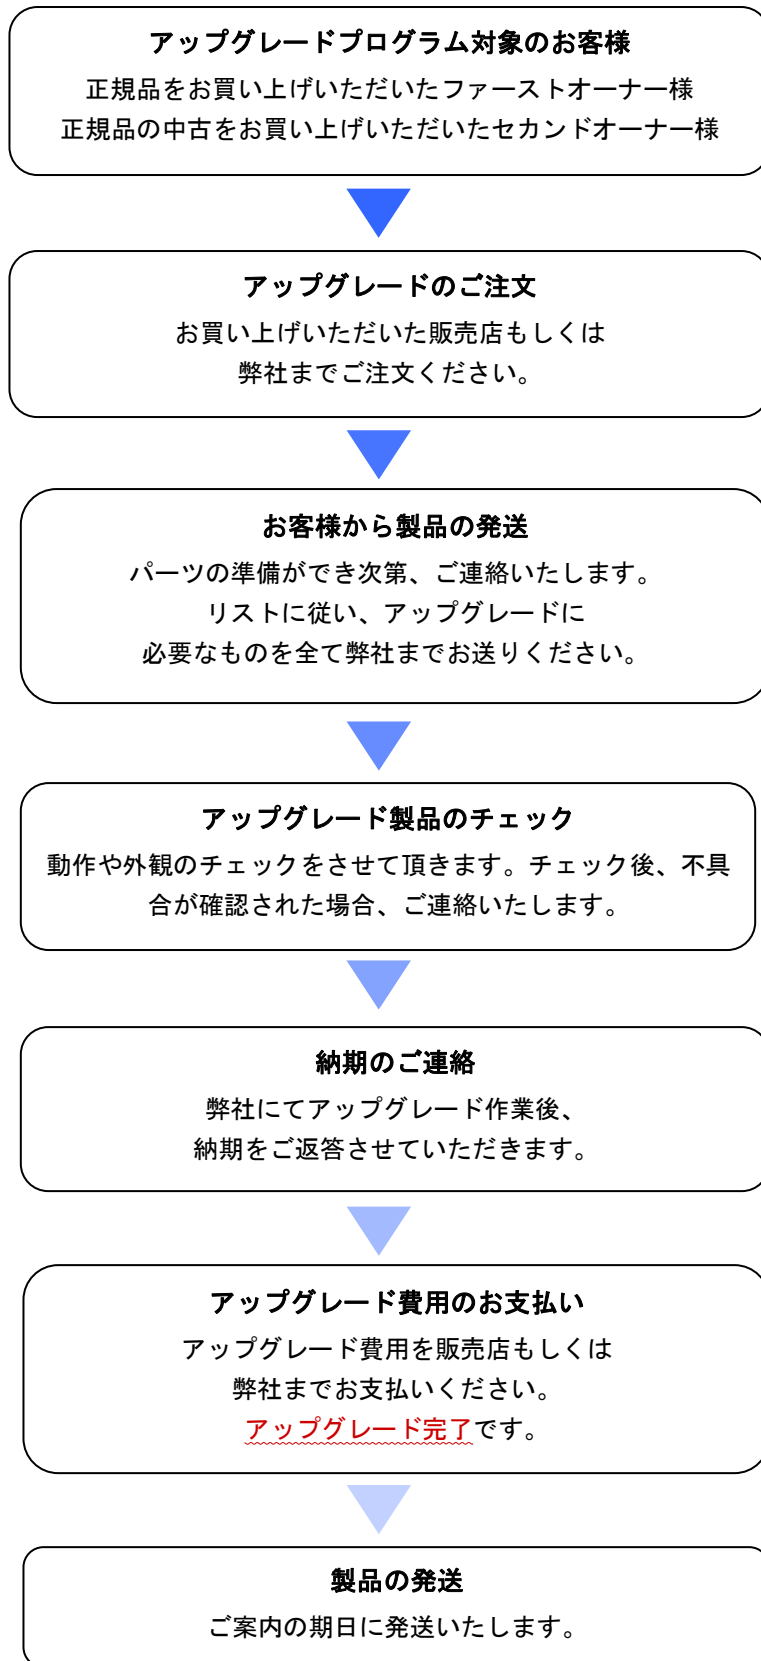 アップグレードプログラム対象のお客様
正規品をお買い上げいただいたファーストオーナー様
正規品の中古をお買い上げいただいたセカンドオーナー様
アップグレードのご注文
お買い上げいただいた販売店もしくは
弊社までご注文ください。
お客様から製品の発送
パーツの準備ができ次第、ご連絡いたします。
リストに従い、アップグレードに
必要なものを全て弊社までお送りください。
アップグレード製品のチェック
動作や外観のチェックをさせて頂きます。チェック後、不具
合が確認された場合、ご連絡いたします。
納期のご連絡
弊社にてアップグレード作業後、
納期をご返答させていただきます。
アップグレード費用のお支払い
アップグレード費用を販売店もしくは
弊社までお支払いください。
アップグレード完了です。
製品の発送
ご案内の期日に発送いたします。